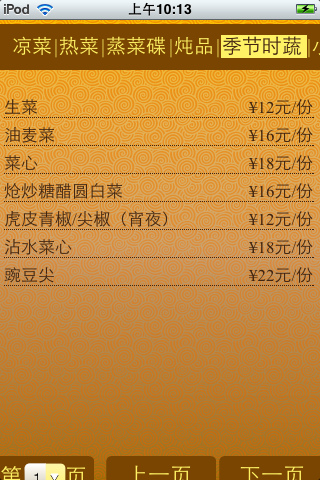 iPod 上午10:13
凉菜|热菜|蒸菜碟|炖品|季节时蔬|
生菜 ¥12元/份
油麦菜 ¥16元/份
菜心 ¥18元/份
炝炒糖醋圆白菜 ¥16元/份
虎皮青椒/尖椒（宵夜） ¥12元/份
沾水菜心 ¥18元/份
豌豆尖 ¥22元/份
第 1 页 上一页 下一页